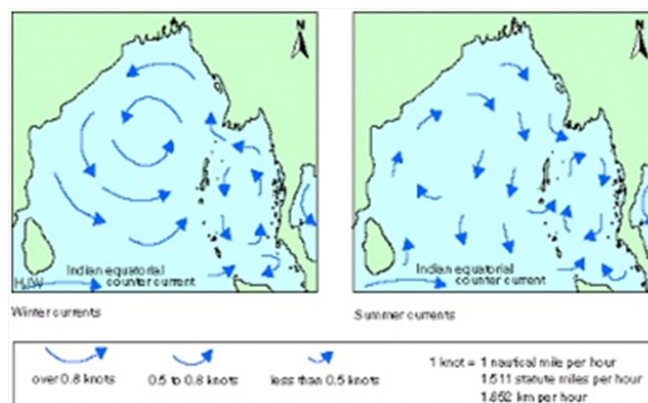 N
N
Indian equatorial
counter current
HJW
Indian equatorial
counter current
Winter currents
Summer currents
over 0.8 knots
0.5 to 0.8 knots
less than 0.5 knots
1 knot = 1 nautical mile per hour
1.511 statute miles per hour
1.852 km per hour